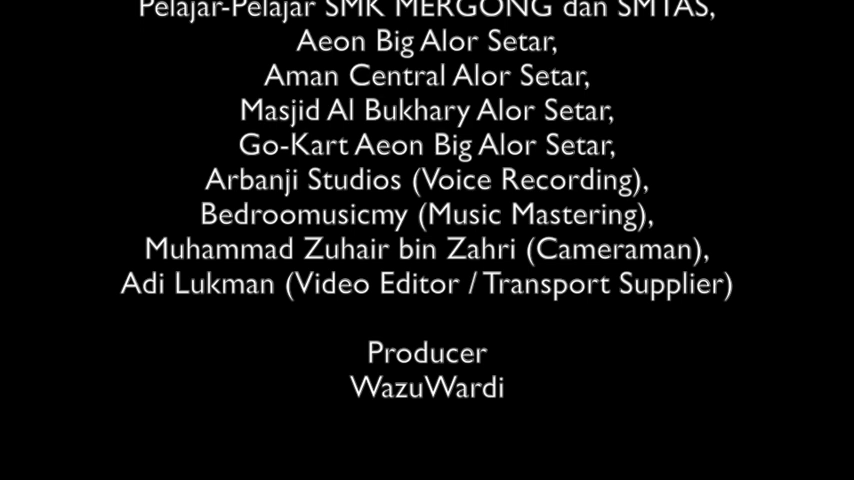 Pelajar-Pelajar SMK MERGONG dan SMTAS,
Aeon Big Alor Setar,
Aman Central Alor Setar,
Masjid Al Bukhary Alor Setar,
Go-Kart Aeon Big Alor Setar,
Arbanji Studios (Voice Recording),
Bedroomusicmy (Music Mastering),
Muhammad Zuhair bin Zahri (Cameraman),
Adi Lukman (Video Editor / Transport Supplier)
Producer
WazuWardi